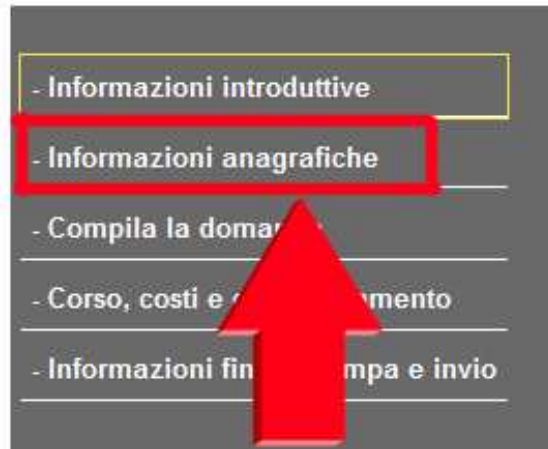 - Informazioni introduttive
- Informazioni anagrafiche
- Compila la
- Corso, costi e
- Informazioni e invio